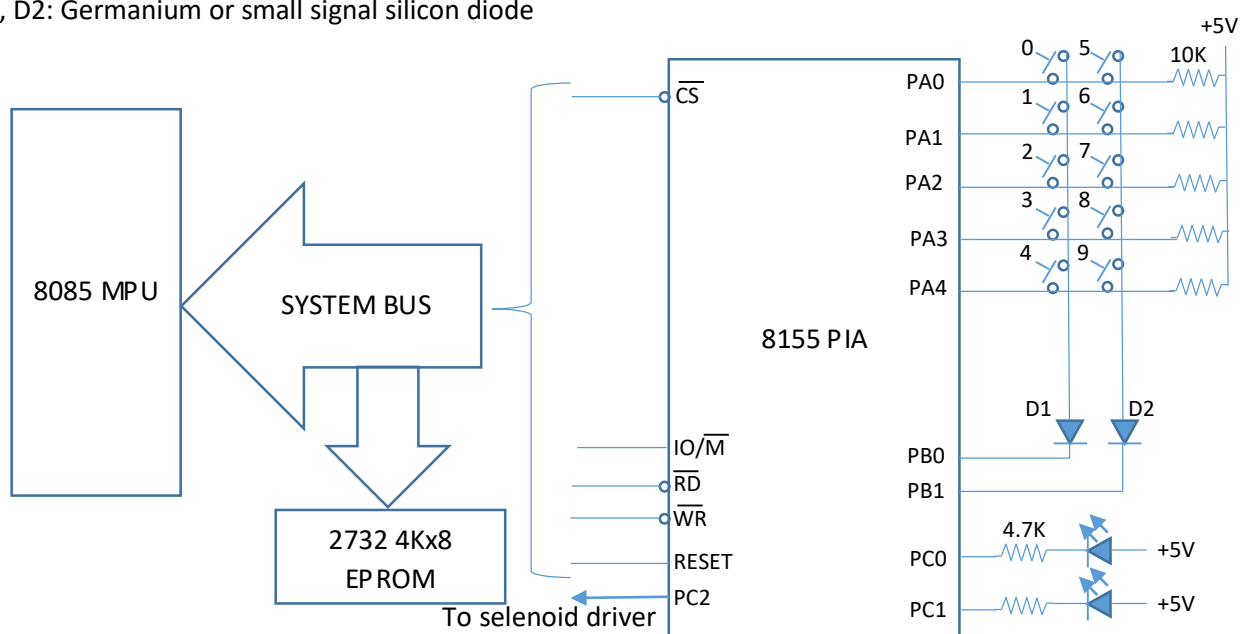 , D2: Germanium or small signal silicon diode
+5V
0
5
10K
PA0
CS
1
6
PA1
2
7
PA2
3
8
PA3
4
9
PA4
8085 MPU
SYSTEM BUS
8155 PIA
D1
D2
IO/M
PB0
RD
PB1
WR
2732 4Kx8
EPROM
4.7K
RESET
PC0
+5V
PC2
To selenoid driver
PC1
+5V